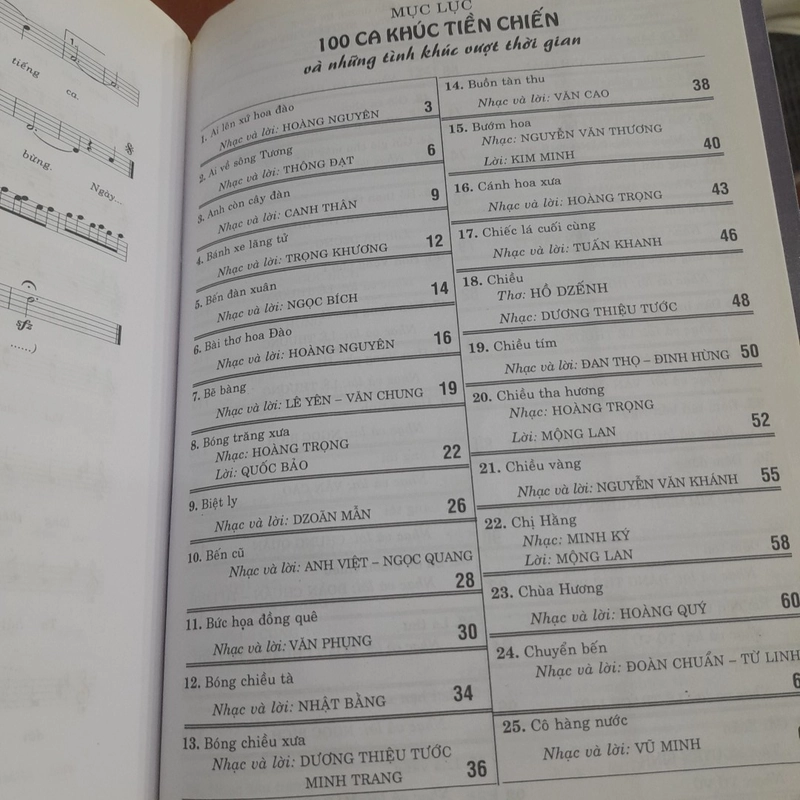 1.
tiếng
ca.
bừng.
Ngày...
......)
MỤC LỤC
100 CA KHÚC TIỀN CHIẾN
và những tình khúc vượt thời gian
1. Ai lên xứ hoa đào
Nhạc và lời: HOÀNG NGUYÊN 3
2. Ai về sông Tương
Nhạc và lời: THÔNG ĐẠT 6
3. Anh còn cây đàn
Nhạc và lời: CANH THÂN 9
4. Bánh xe lãng tử
Nhạc và lời: TRỌNG KHƯƠNG 12
5. Bến đàn xuân
Nhạc và lời: NGỌC BÍCH 14
6. Bài thơ hoa Đào
Nhạc và lời: HOÀNG NGUYÊN 16
7. Bẽ bàng
Nhạc và lời: LÊ YÊN – VĂN CHUNG 19
8. Bóng trăng xưa
Nhạc: HOÀNG TRỌNG
Lời: QUỐC BẢO 22
9. Biệt ly
Nhạc và lời: DZOÃN MẪN 26
10. Bến cũ
Nhạc và lời: ANH VIỆT – NGỌC QUANG
28
11. Bức họa đồng quê
Nhạc và lời: VĂN PHỤNG 30
12. Bóng chiều tà
Nhạc và lời: NHẬT BẰNG 34
13. Bóng chiều xưa
Nhạc và lời: DƯƠNG THIỆU TƯỚC
MINH TRANG 36
14. Buồn tàn thu
Nhạc và lời: VĂN CAO 38
15. Bướm hoa
Nhạc: NGUYỄN VĂN THƯƠNG
Lời: KIM MINH 40
16. Cánh hoa xưa
Nhạc và lời: HOÀNG TRỌNG 43
17. Chiếc lá cuối cùng
Nhạc và lời: TUẤN KHANH 46
18. Chiều
Thơ: HỒ DZẾNH
Nhạc: DƯƠNG THIỆU TƯỚC 48
19. Chiều tím
Nhạc và lời: ĐAN THỌ – ĐINH HÙNG 50
20. Chiều tha hương
Nhạc: HOÀNG TRỌNG
Lời: MỘNG LAN 52
21. Chiều vàng
Nhạc và lời: NGUYỄN VĂN KHÁNH 55
22. Chị Hằng
Nhạc: MINH KỲ
Lời: MỘNG LAN 58
23. Chùa Hương
Nhạc và lời: HOÀNG QUÝ 60
24. Chuyển bến
Nhạc và lời: ĐOÀN CHUẨN – TỪ LINH
25. Cô hàng nước
Nhạc và lời: VŨ MINH